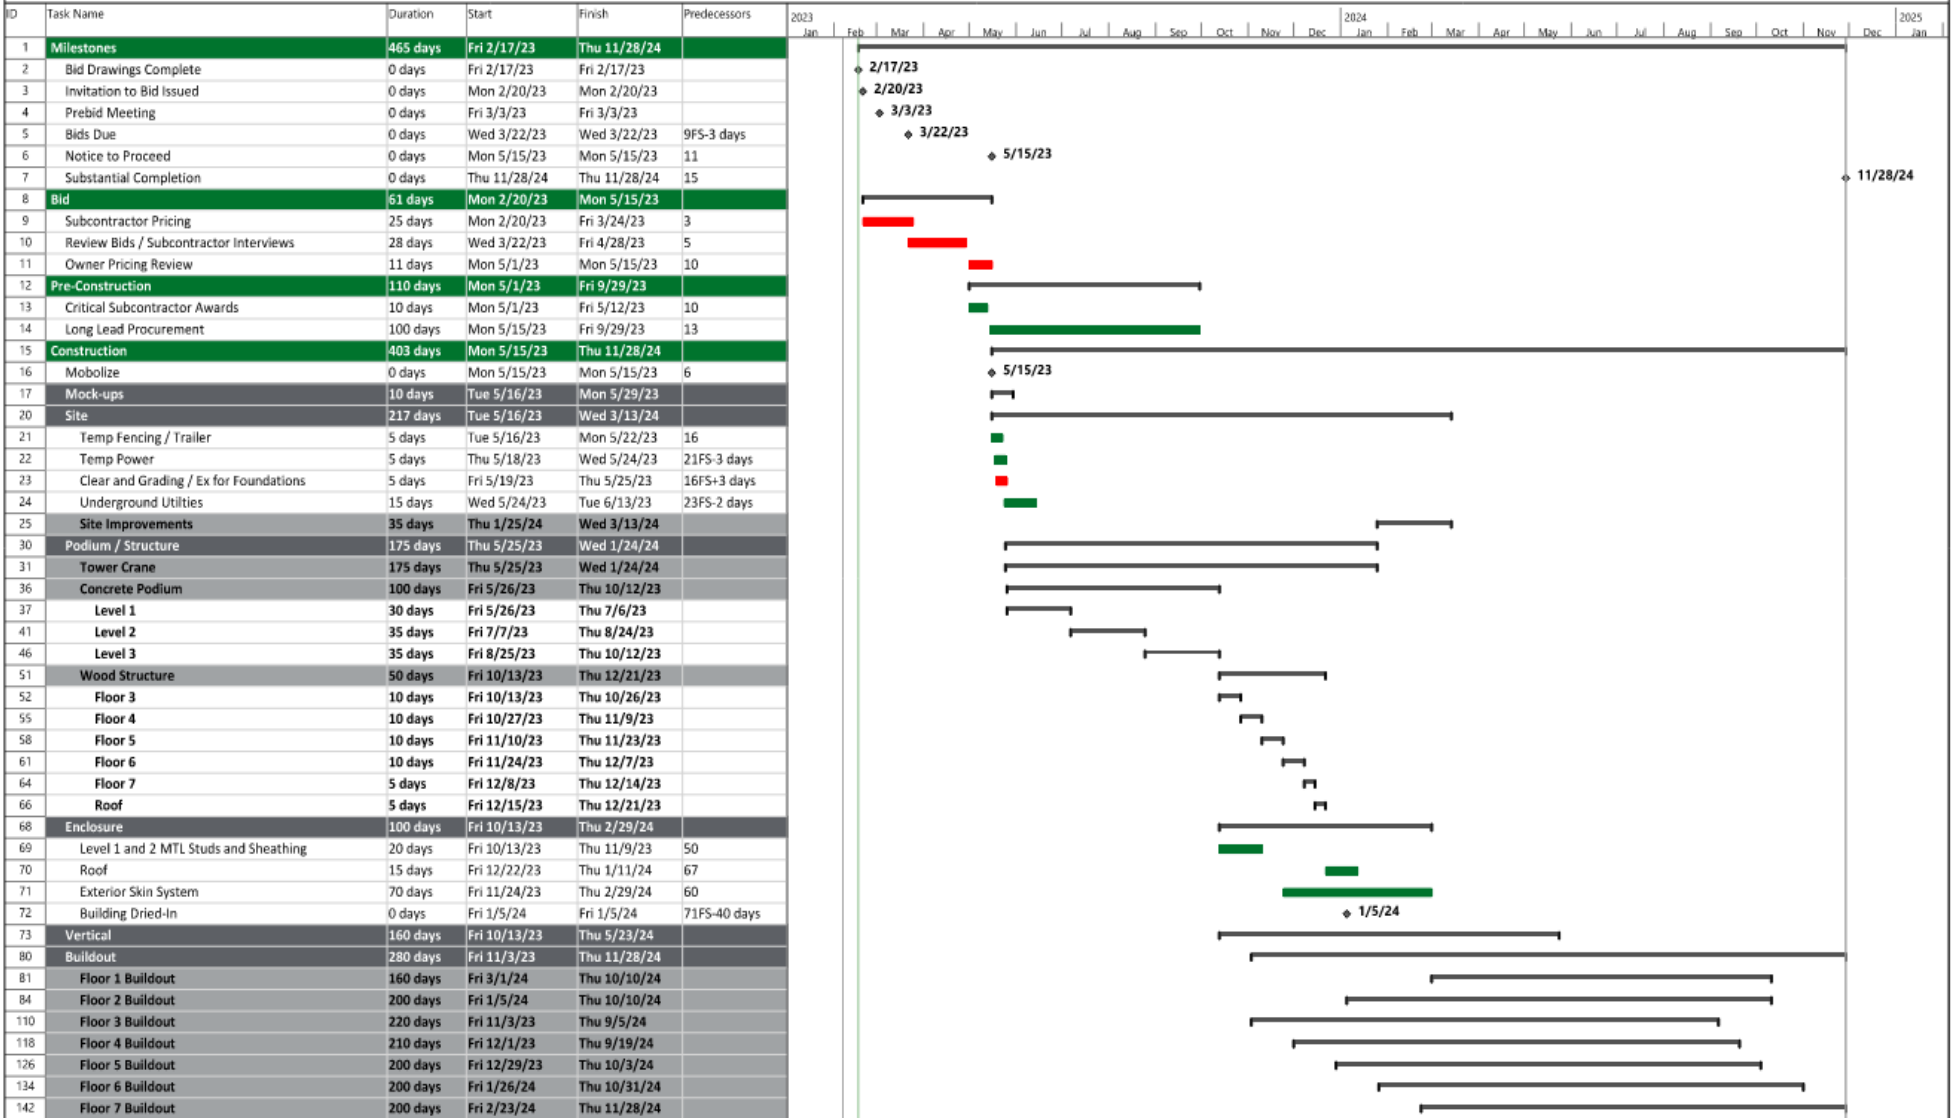 ID Task Name Duration Start Finish Predecessors 2023 2024 2025
Jan Feb Mar Apr May Jun Jul Aug Sep Oct Nov Dec Jan Feb Mar Apr May Jun Jul Aug Sep Oct Nov Dec Jan
1 Milestones 465 days Fri 2/17/23 Thu 11/28/24
2 Bid Drawings Complete 0 days Fri 2/17/23 Fri 2/17/23 2/17/23
3 Invitation to Bid Issued 0 days Mon 2/20/23 Mon 2/20/23 2/20/23
4 Prebid Meeting 0 days Fri 3/3/23 Fri 3/3/23 3/3/23
5 Bids Due 0 days Wed 3/22/23 Wed 3/22/23 9FS-3 days 3/22/23
6 Notice to Proceed 0 days Mon 5/15/23 Mon 5/15/23 11 5/15/23
7 Substantial Completion 0 days Thu 11/28/24 Thu 11/28/24 15 11/28/24
8 Bid 61 days Mon 2/20/23 Mon 5/15/23
9 Subcontractor Pricing 25 days Mon 2/20/23 Fri 3/24/23 3
10 Review Bids / Subcontractor Interviews 28 days Wed 3/22/23 Fri 4/28/23 5
11 Owner Pricing Review 11 days Mon 5/1/23 Mon 5/15/23 10
12 Pre-Construction 110 days Mon 5/1/23 Fri 9/29/23
13 Critical Subcontractor Awards 10 days Mon 5/1/23 Fri 5/12/23 10
14 Long Lead Procurement 100 days Mon 5/15/23 Fri 9/29/23 13
15 Construction 403 days Mon 5/15/23 Thu 11/28/24
16 Mobolize 0 days Mon 5/15/23 Mon 5/15/23 6 5/15/23
17 Mock-ups 10 days Tue 5/16/23 Mon 5/29/23
20 Site 217 days Tue 5/16/23 Wed 3/13/24
21 Temp Fencing / Trailer 5 days Tue 5/16/23 Mon 5/22/23 16
22 Temp Power 5 days Thu 5/18/23 Wed 5/24/23 21FS-3 days
23 Clear and Grading / Ex for Foundations 5 days Fri 5/19/23 Thu 5/25/23 16FS+3 days
24 Underground Utilties 15 days Wed 5/24/23 Tue 6/13/23 23FS-2 days
25 Site Improvements 35 days Thu 1/25/24 Wed 3/13/24
30 Podium / Structure 175 days Thu 5/25/23 Wed 1/24/24
31 Tower Crane 175 days Thu 5/25/23 Wed 1/24/24
36 Concrete Podium 100 days Fri 5/26/23 Thu 10/12/23
37 Level 1 30 days Fri 5/26/23 Thu 7/6/23
41 Level 2 35 days Fri 7/7/23 Thu 8/24/23
46 Level 3 35 days Fri 8/25/23 Thu 10/12/23
51 Wood Structure 50 days Fri 10/13/23 Thu 12/21/23
52 Floor 3 10 days Fri 10/13/23 Thu 10/26/23
55 Floor 4 10 days Fri 10/27/23 Thu 11/9/23
58 Floor 5 10 days Fri 11/10/23 Thu 11/23/23
61 Floor 6 10 days Fri 11/24/23 Thu 12/7/23
64 Floor 7 5 days Fri 12/8/23 Thu 12/14/23
66 Roof 5 days Fri 12/15/23 Thu 12/21/23
68 Enclosure 100 days Fri 10/13/23 Thu 2/29/24
69 Level 1 and 2 MTL Studs and Sheathing 20 days Fri 10/13/23 Thu 11/9/23 50
70 Roof 15 days Fri 12/22/23 Thu 1/11/24 67
71 Exterior Skin System 70 days Fri 11/24/23 Thu 2/29/24 60
72 Building Dried-In 0 days Fri 1/5/24 Fri 1/5/24 71FS-40 days 1/5/24
73 Vertical 160 days Fri 10/13/23 Thu 5/23/24
80 Buildout 280 days Fri 11/3/23 Thu 11/28/24
81 Floor 1 Buildout 160 days Fri 3/1/24 Thu 10/10/24
84 Floor 2 Buildout 200 days Fri 1/5/24 Thu 10/10/24
110 Floor 3 Buildout 220 days Fri 11/3/23 Thu 9/5/24
118 Floor 4 Buildout 210 days Fri 12/1/23 Thu 9/19/24
126 Floor 5 Buildout 200 days Fri 12/29/23 Thu 10/3/24
134 Floor 6 Buildout 200 days Fri 1/26/24 Thu 10/31/24
142 Floor 7 Buildout 200 days Fri 2/23/24 Thu 11/28/24